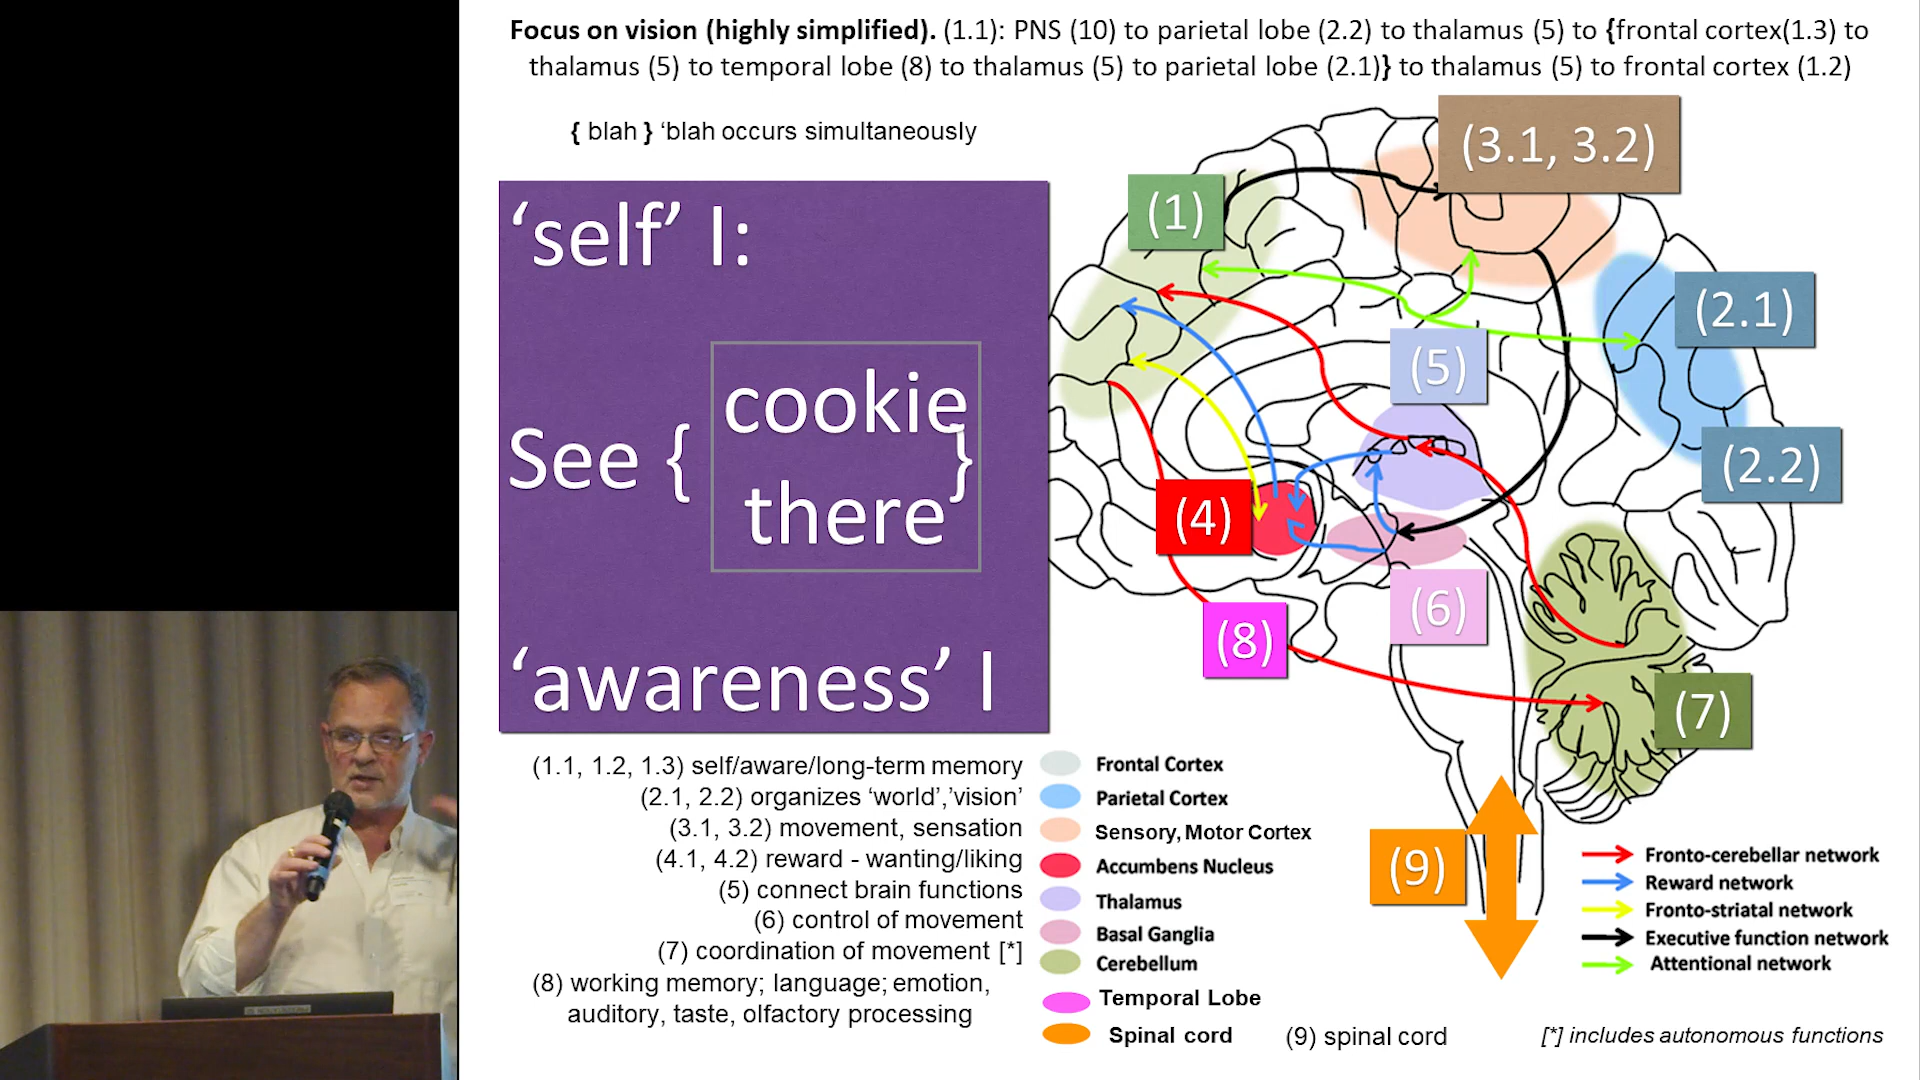 Focus on vision (highly simplified). (1.1): PNS (10) to parietal lobe (2.2) to thalamus (5) to {frontal cortex(1.3) to
thalamus (5) to temporal lobe (8) to thalamus (5) to parietal lobe (2.1)} to thalamus (5) to frontal cortex (1.2)
{ blah } ‘blah occurs simultaneously
‘self’ I:
See { cookie
there }
‘awareness’ I
(3.1, 3.2)
(1)
(2.1)
(5)
(2.2)
(4)
(6)
(8)
(7)
(9)
(1.1, 1.2, 1.3) self/aware/long-term memory
(2.1, 2.2) organizes ‘world’,’vision’
(3.1, 3.2) movement, sensation
(4.1, 4.2) reward - wanting/liking
(5) connect brain functions
(6) control of movement
(7) coordination of movement [*]
(8) working memory; language; emotion,
auditory, taste, olfactory processing
Frontal Cortex
Parietal Cortex
Sensory, Motor Cortex
Accumbens Nucleus
Thalamus
Basal Ganglia
Cerebellum
Temporal Lobe
Spinal cord
(9) spinal cord
Fronto-cerebellar network
Reward network
Fronto-striatal network
Executive function network
Attentional network
[*] includes autonomous functions